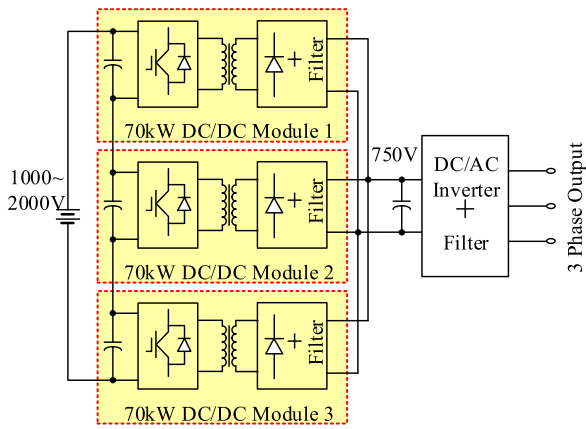 Filter
70kW DC/DC Module 1
1000~
2000V
Filter
70kW DC/DC Module 2
750V
DC/AC
Inverter
+
Filter
3 Phase Output
Filter
70kW DC/DC Module 3